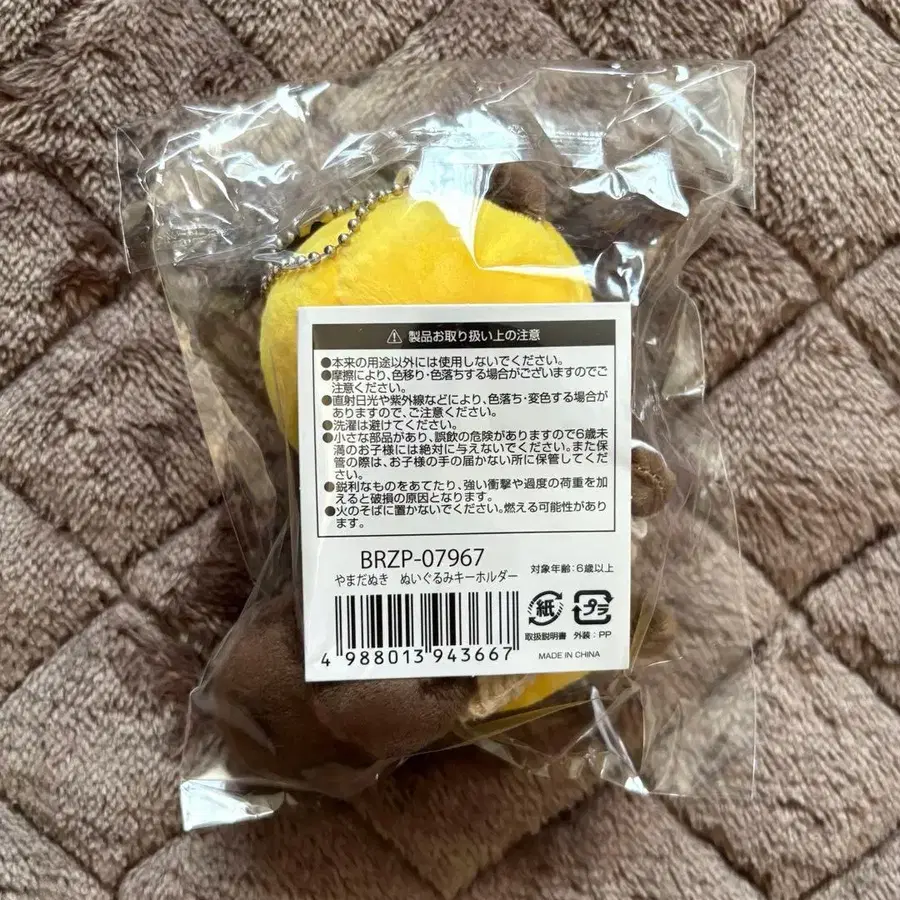 ⚠ 製品お取り扱い上の注意
●本来の用途以外には使用しないでください。
●摩擦により、色移り・色落ちする場合がございますのでご
注意ください。
●直射日光や紫外線などにより、色落ち・変色する場合が
ありますので、ご注意ください。
●洗濯は避けてください。
●小さな部品があり、誤飲の危険がありますので6歳未
満のお子様には絶対に与えないでください。また保
管の際は、お子様の手の届かない所に保管してくだ
さい。
●鋭利なものをあてたり、強い衝撃や過度の荷重を加
えると破損の原因となります。
●火のそばに置かないでください。燃える可能性があり
ます。
BRZP-07967
やまだぬき ぬいぐるみキーホルダー
対象年齢:6歳以上
紙 プラ
取扱説明書 外装:PP
4 988013 943667
MADE IN CHINA